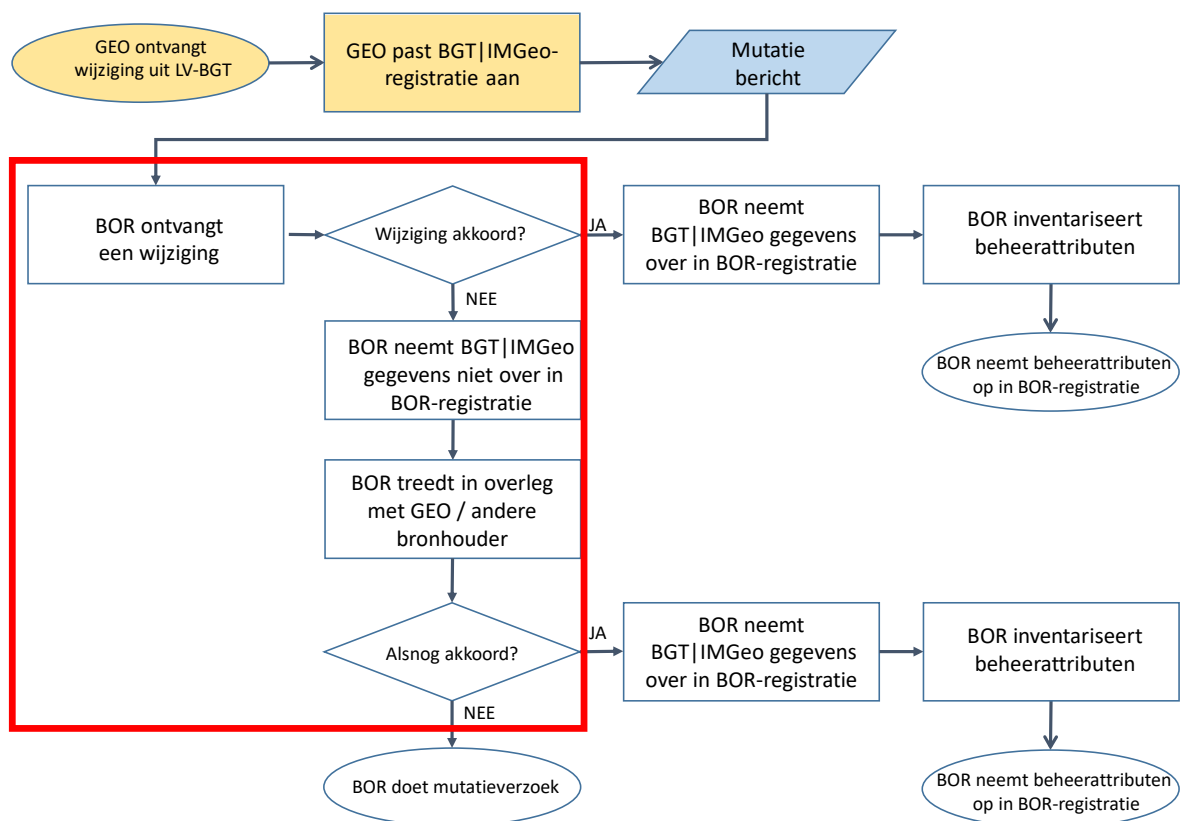 GEO ontvangt
wijziging uit LV-BGT
GEO past BGT|IMGeo-
registratie aan
Mutatie
bericht
BOR ontvangt
een wijziging
Wijziging akkoord?
JA
BOR neemt
BGT|IMGeo gegevens
over in BOR-registratie
BOR inventariseert
beheerattributen
BOR neemt beheerattributen
op in BOR-registratie
NEE
BOR neemt BGT|IMGeo
gegevens niet over in
BOR-registratie
BOR treedt in overleg
met GEO / andere
bronhouder
Alsnog akkoord?
JA
BOR neemt
BGT|IMGeo gegevens
over in BOR-registratie
BOR inventariseert
beheerattributen
NEE
BOR doet mutatieverzoek
BOR neemt beheerattributen
op in BOR-registratie